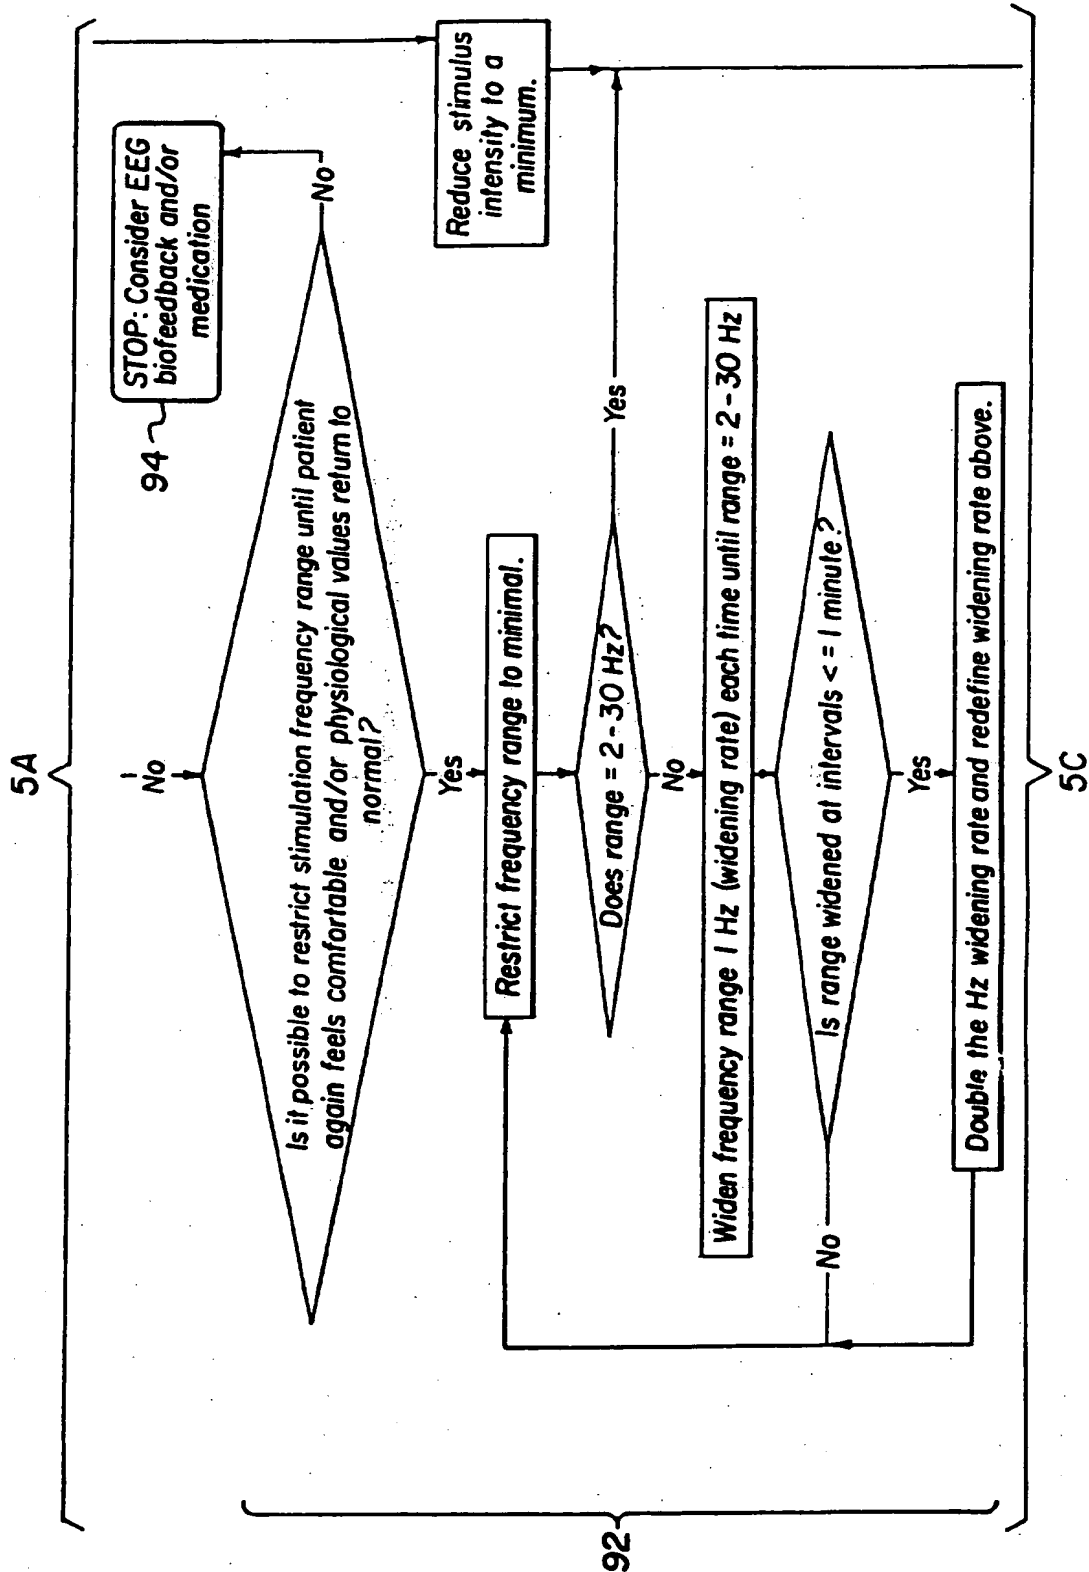 5A
No
STOP: Consider EEG
biofeedback and/or
medication
94
Is it possible to restrict stimulation frequency range until patient
again feels comfortable and/or physiological values return to
normal?
No
Yes
Reduce stimulus
intensity to a
minimum.
Restrict frequency range to minimal.
Does range = 2-30 Hz?
Yes
No
Widen frequency range 1 Hz (widening rate) each time until range = 2-30 Hz
Is range widened at intervals <= 1 minute?
No
Yes
Double the Hz widening rate and redefine widening rate above.
92
5C